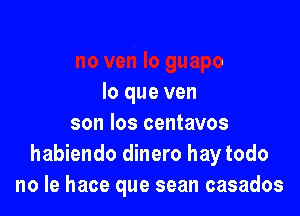 no ven lo guapo
lo que ven
son los centavos
habiendo dinero hay todo
no le hace que sean casados